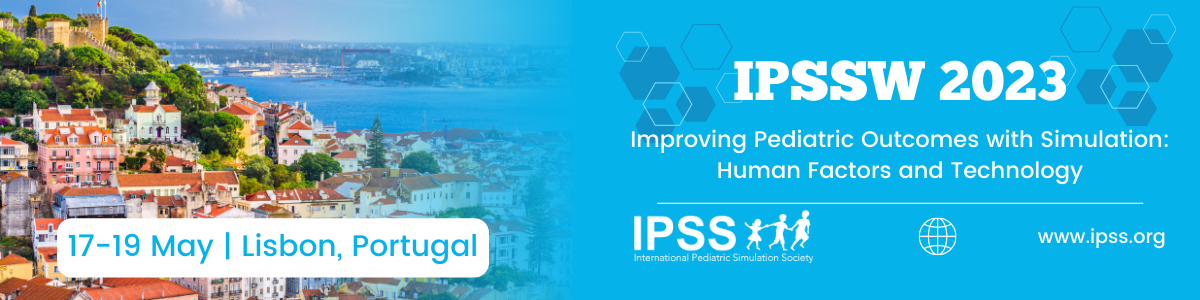 17-19 May | Lisbon, Portugal
IPSSW 2023
Improving Pediatric Outcomes with Simulation:
Human Factors and Technology
IPSS
International Pediatric Simulation Society
www.ipss.org